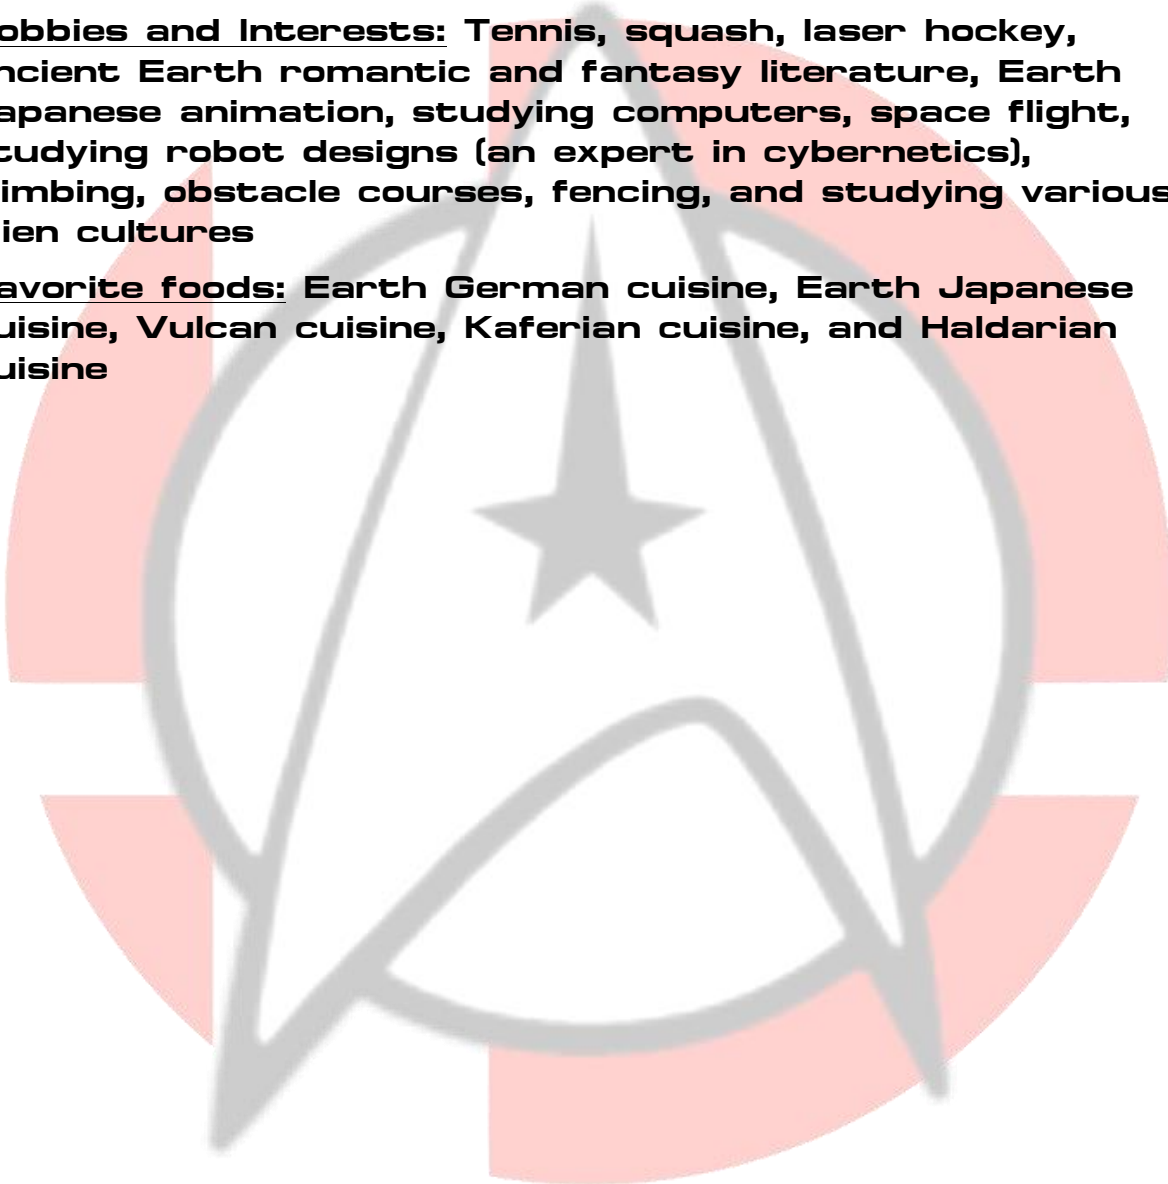 obbies and Interests: Tennis, squash, laser hockey,
ncient Earth romantic and fantasy literature, Earth
apanese animation, studying computers, space flight,
tudying robot designs (an expert in cybernetics),
limbing, obstacle courses, fencing, and studying various
lien cultures
avorite foods: Earth German cuisine, Earth Japanese
uisine, Vulcan cuisine, Kaferian cuisine, and Haldarian
uisine